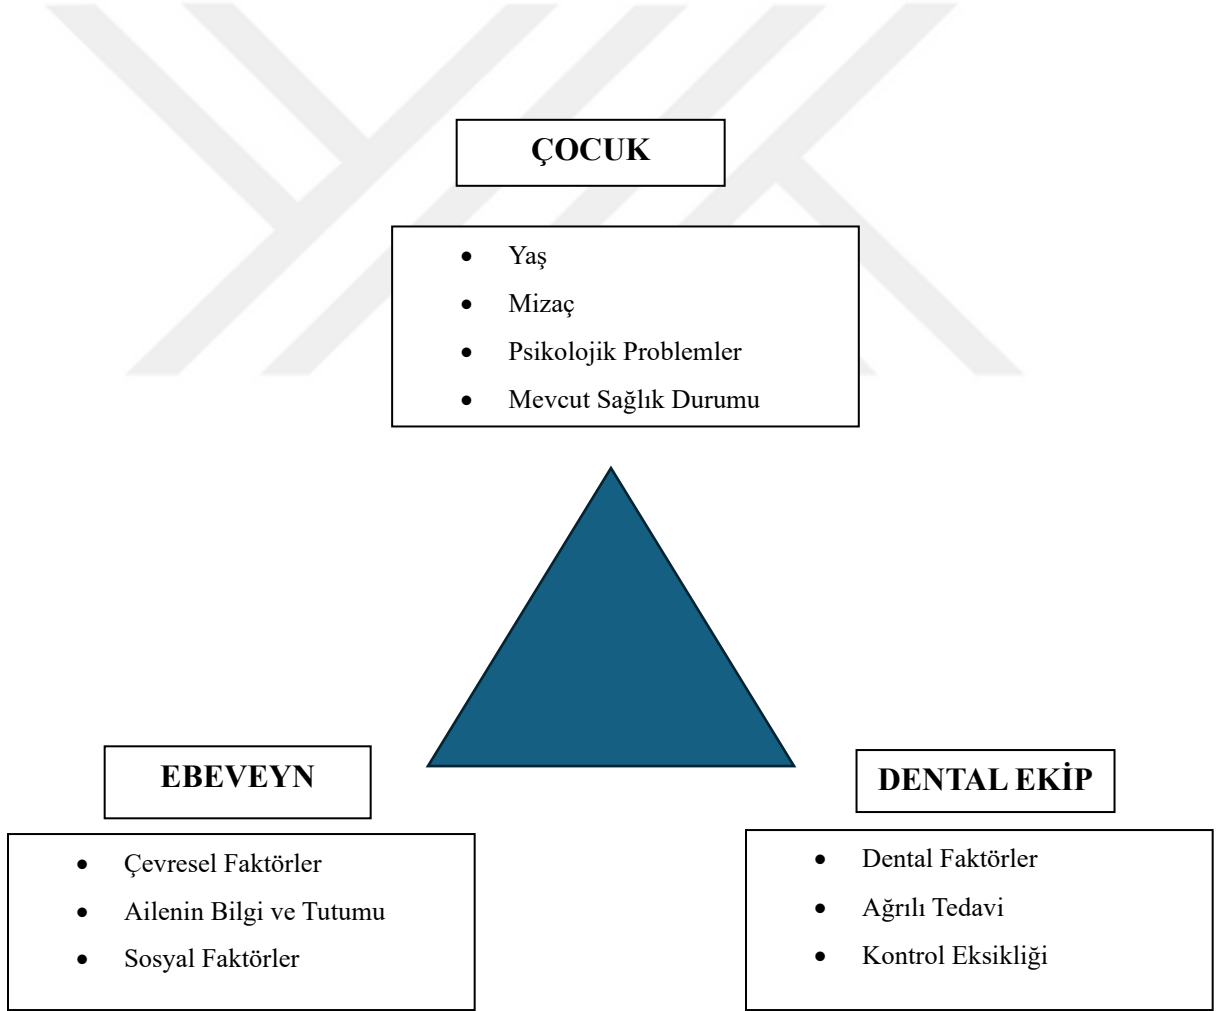 ÇOCUK
• Yaş
• Mizaç
• Psikolojik Problemler
• Mevcut Sağlık Durumu
EBEVEYN
• Çevresel Faktörler
• Ailenin Bilgi ve Tutumu
• Sosyal Faktörler
DENTAL EKİP
• Dental Faktörler
• Ağrılı Tedavi
• Kontrol Eksikliği